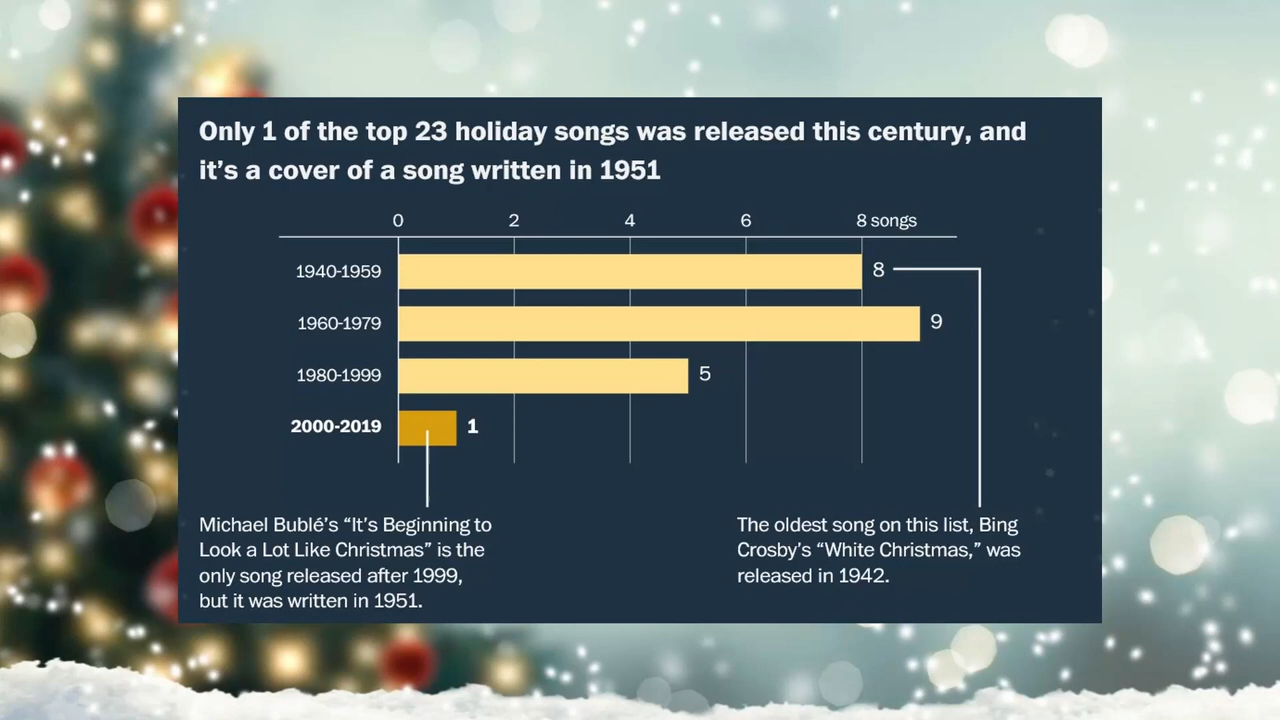 Only 1 of the top 23 holiday songs was released this century, and
it’s a cover of a song written in 1951
0 2 4 6 8 songs
1940-1959 8
1960-1979 9
1980-1999 5
2000-2019 1
Michael Bublé’s “It’s Beginning to
Look a Lot Like Christmas” is the
only song released after 1999,
but it was written in 1951.
The oldest song on this list, Bing
Crosby’s “White Christmas,” was
released in 1942.